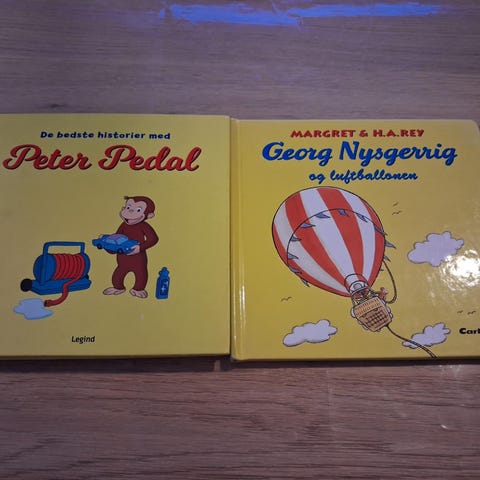 De bedste historier med
Peter Pedal
Legind
MARGRET & H.A.REY
Georg Nysgerrig
og luftballonen